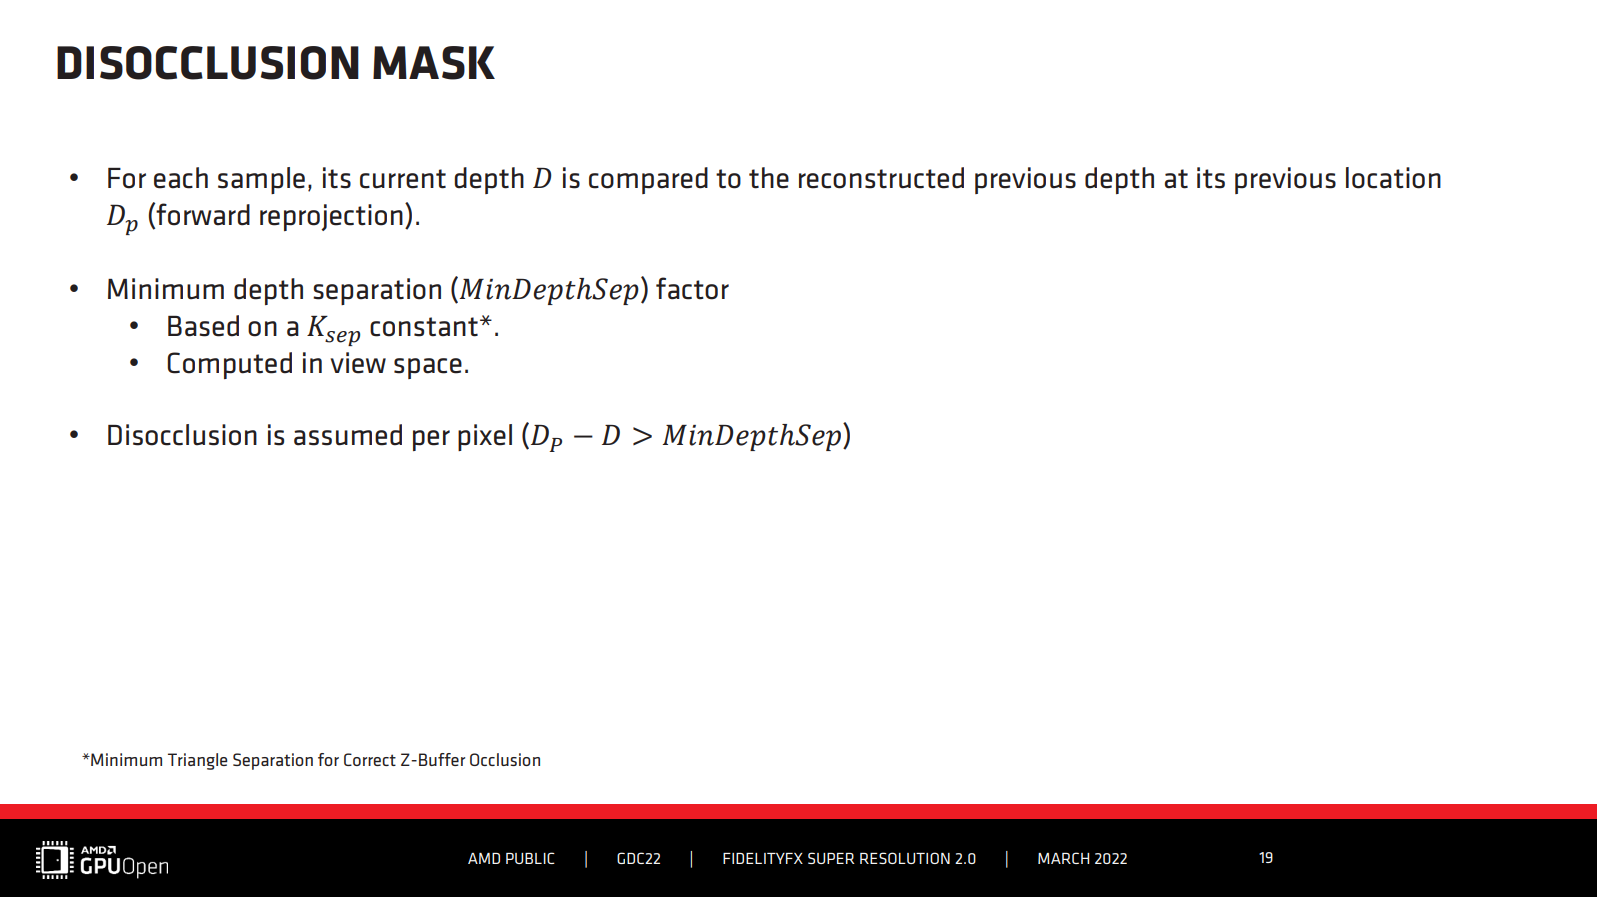 DISOCCLUSION MASK
• For each sample, its current depth D is compared to the reconstructed previous depth at its previous location
Dₚ (forward reprojection).
• Minimum depth separation (MinDepthSep) factor
• Based on a Kₛₑₚ constant*.
• Computed in view space.
• Disocclusion is assumed per pixel (D_P − D > MinDepthSep)
*Minimum Triangle Separation for Correct Z-Buffer Occlusion
AMD
GPUOpen
AMD PUBLIC | GDC22 | FIDELITYFX SUPER RESOLUTION 2.0 | MARCH 2022 19